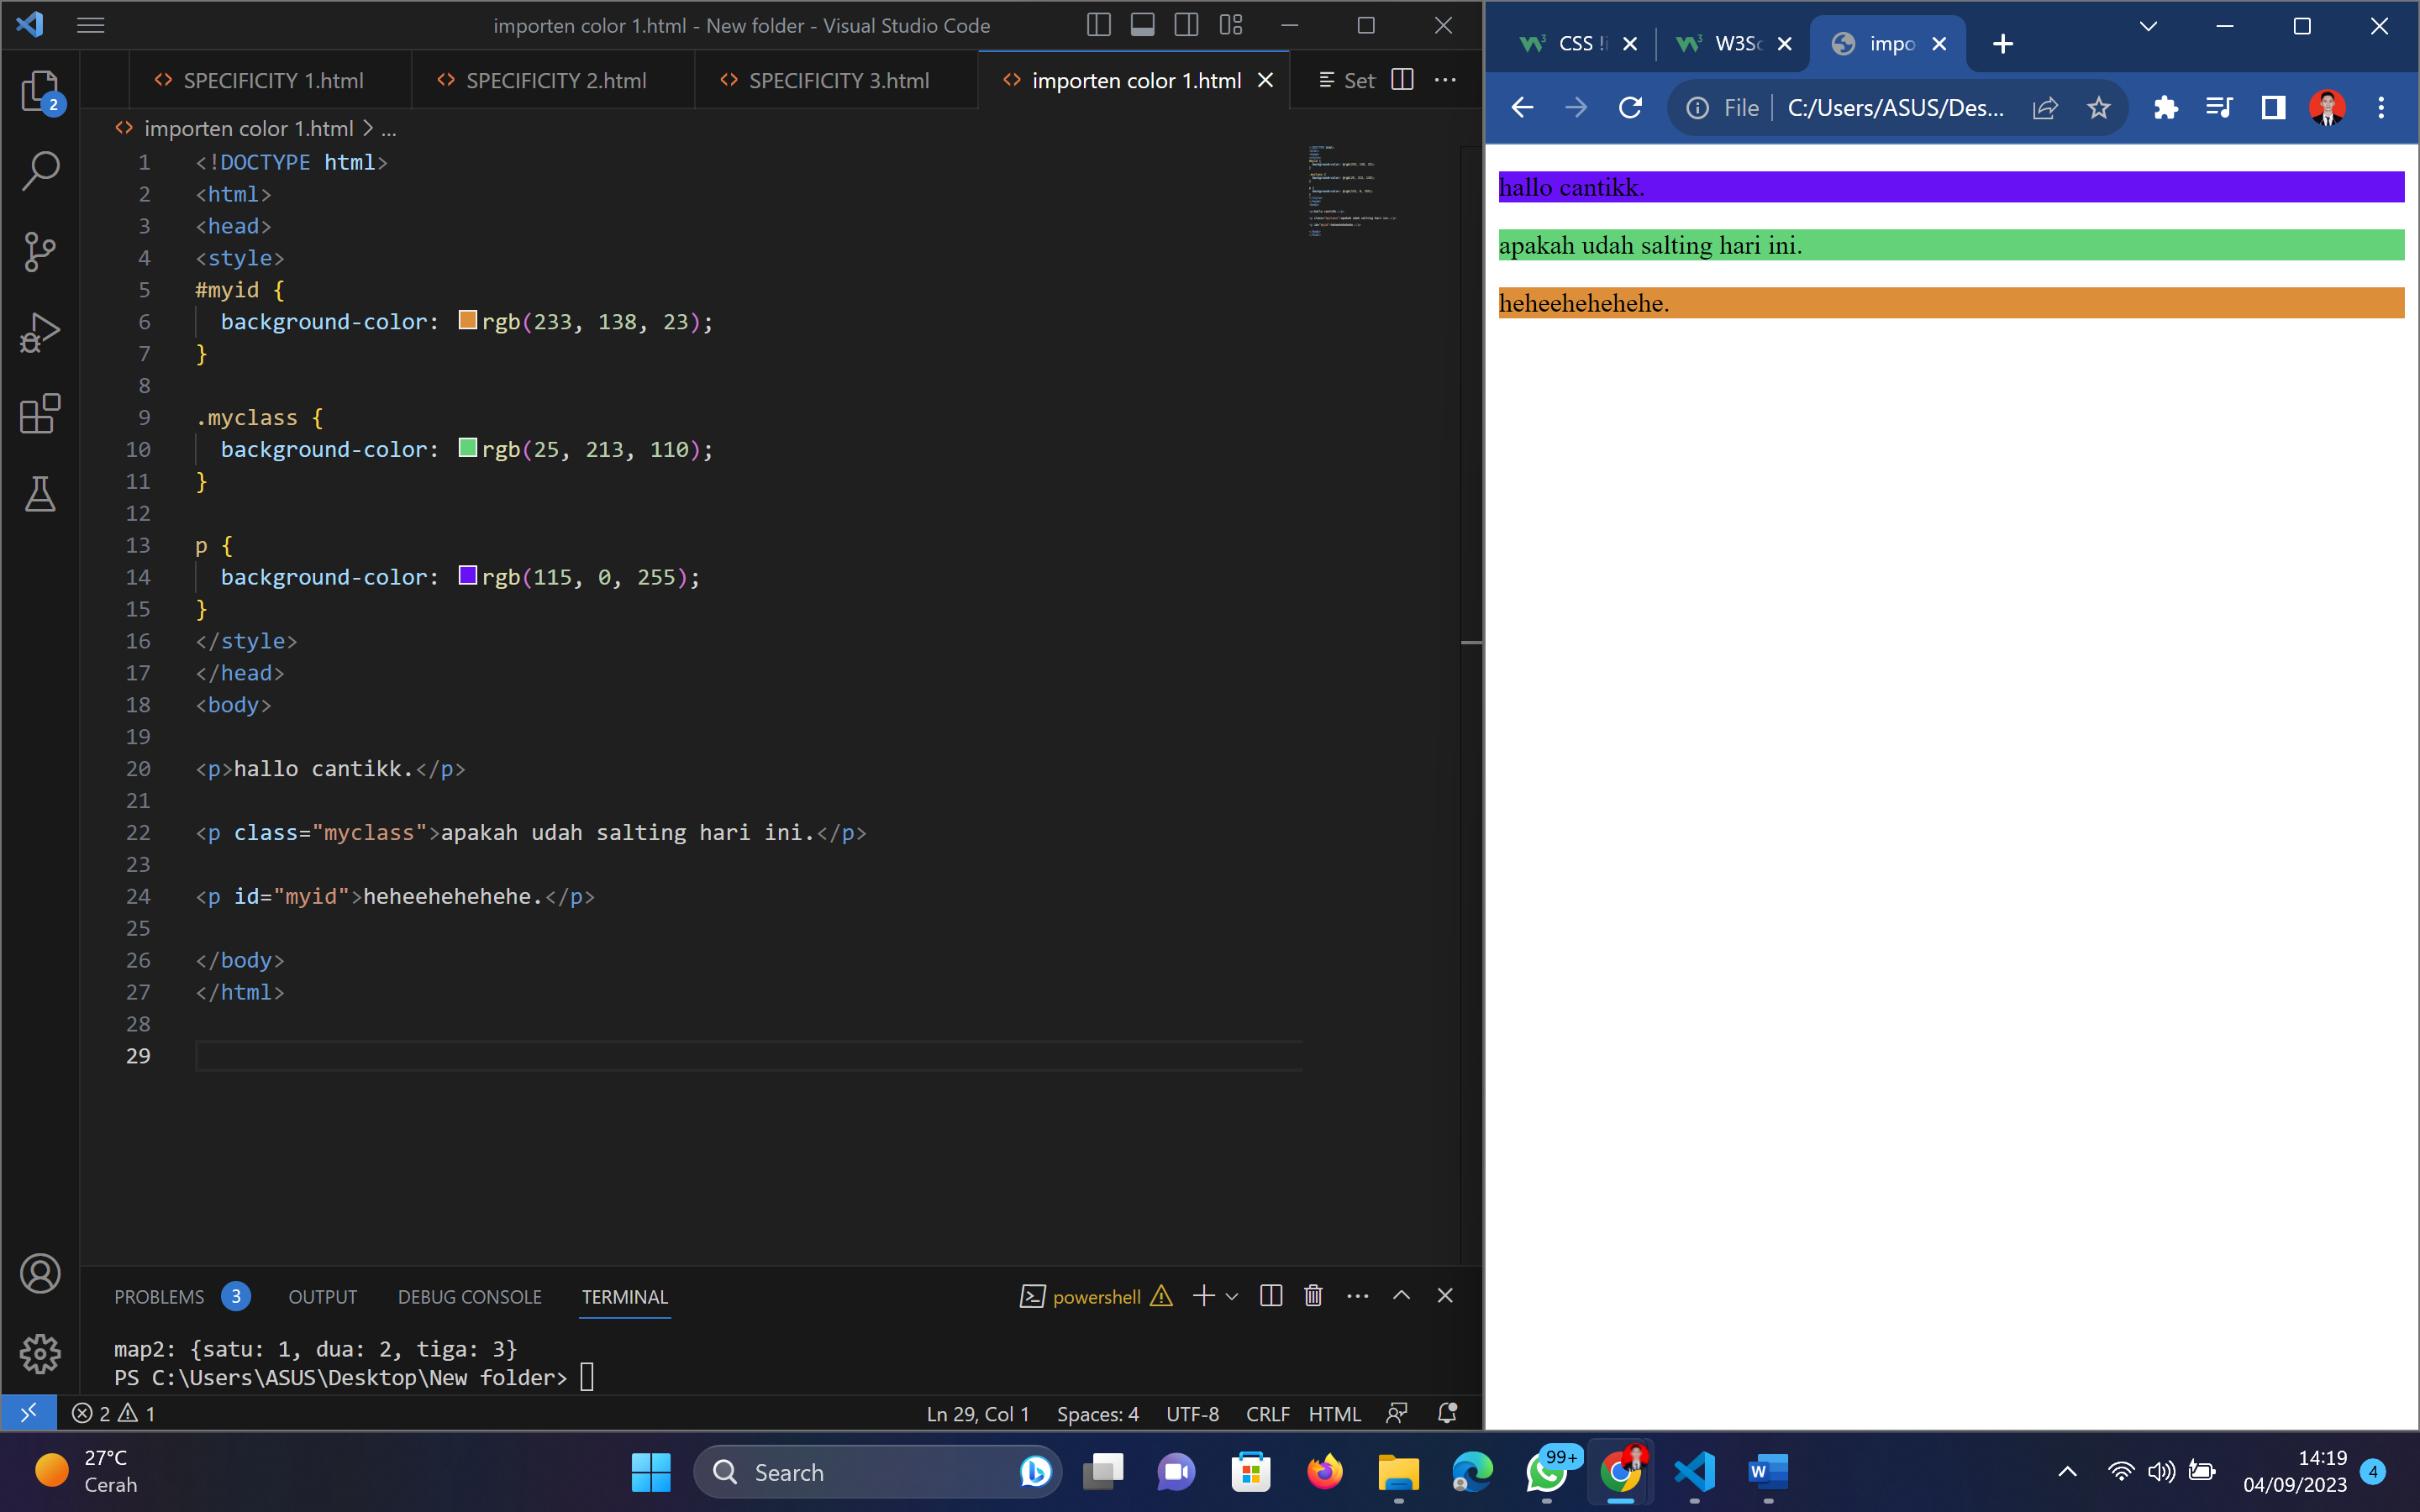 importen color 1.html - New folder - Visual Studio Code
SPECIFICITY 1.html
SPECIFICITY 2.html
SPECIFICITY 3.html
importen color 1.html
Set
importen color 1.html > ...
1 <!DOCTYPE html>
2 <html>
3 <head>
4 <style>
5 #myid {
6 background-color: rgb(233, 138, 23);
7 }
8
9 .myclass {
10 background-color: rgb(25, 213, 110);
11 }
12
13 p {
14 background-color: rgb(115, 0, 255);
15 }
16 </style>
17 </head>
18 <body>
19
20 <p>hallo cantikk.</p>
21
22 <p class="myclass">apakah udah salting hari ini.</p>
23
24 <p id="myid">heheehehehehe.</p>
25
26 </body>
27 </html>
28
29
2
PROBLEMS 3 OUTPUT DEBUG CONSOLE TERMINAL
powershell
map2: {satu: 1, dua: 2, tiga: 3}
PS C:\Users\ASUS\Desktop\New folder>
2 1
Ln 29, Col 1 Spaces: 4 UTF-8 CRLF HTML
CSS !i
W3Sc
impo
File C:/Users/ASUS/Des...
hallo cantikk.
apakah udah salting hari ini.
heheehehehehe.
27°C
Cerah
Search
99+
W
14:19
04/09/2023
4